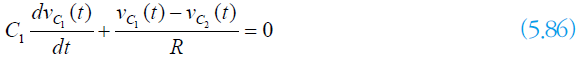 C₁ dv_{C₁}(t)/dt + (v_{C₁}(t) − v_{C₂}(t))/R = 0 (5.86)